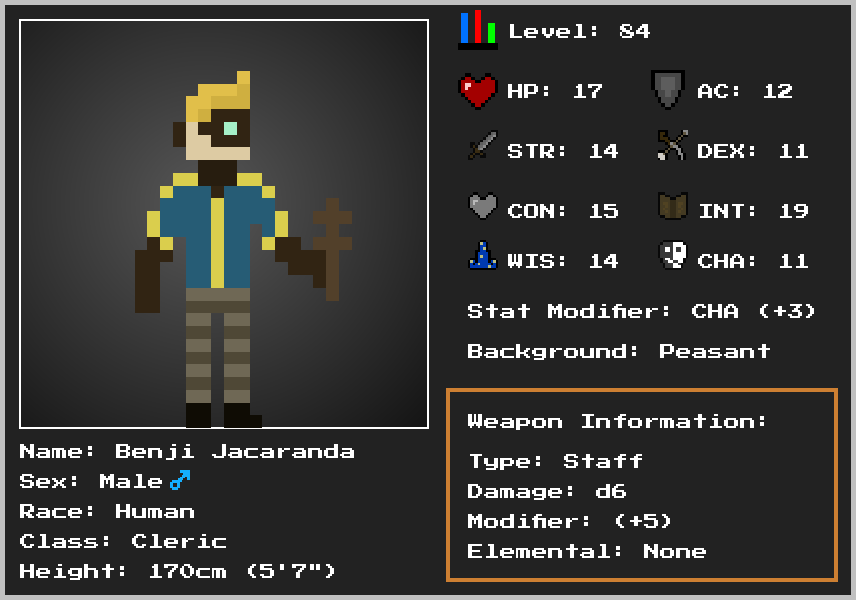 Level: 84
HP: 17
AC: 12
STR: 14
DEX: 11
CON: 15
INT: 19
WIS: 14
CHA: 11
Stat Modifier: CHA (+3)
Background: Peasant
Weapon Information:
Type: Staff
Damage: d6
Modifier: (+5)
Elemental: None
Name: Benji Jacaranda
Sex: Male♂
Race: Human
Class: Cleric
Height: 170cm (5'7")